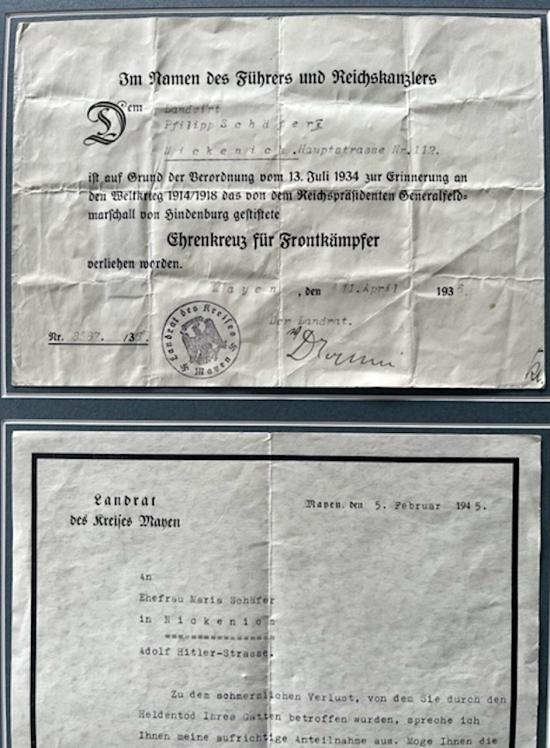 Im Namen des Führers und Reichskanzlers
Dem Landwirt
Philipp Schäfer I
Nickenich, Hauptstrasse Nr. 112.
ist auf Grund der Verordnung vom 13. Juli 1934 zur Erinnerung an
den Weltkrieg 1914/1918 das von dem Reichspräsidenten Generalfeld=
marschall von Hindenburg gestiftete
Ehrenkreuz für Frontkämpfer
verliehen worden.
Mayen, den 11. April 193
Der Landrat.
Nr.
Landrat des Kreises Mayen
Landrat
des Kreises Mayen
Mayen, den 5. Februar 1945.
An
Ehefrau Maria Schäfer
in Nickenich
==============
Adolf Hitler-Strasse.
Zu dem schmerzlichen Verlust, von dem Sie durch den
Heldentod Ihres Gatten betroffen wurden, spreche ich
Ihnen meine aufrichtige Anteilnahme aus. Möge Ihnen die